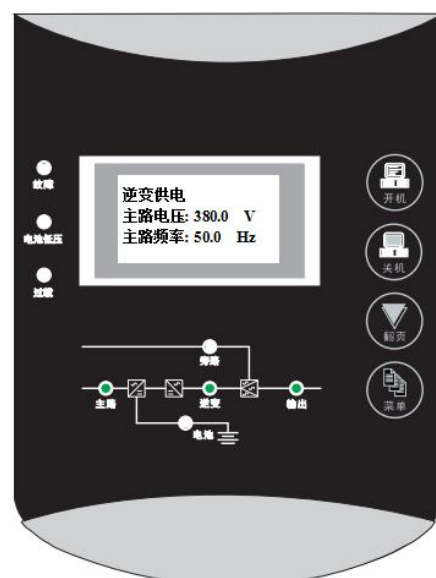 故障
电池低压
过载
逆变供电
主路电压: 380.0 V
主路频率: 50.0 Hz
开机
关机
翻页
菜单
旁路
主路
逆变
输出
电池